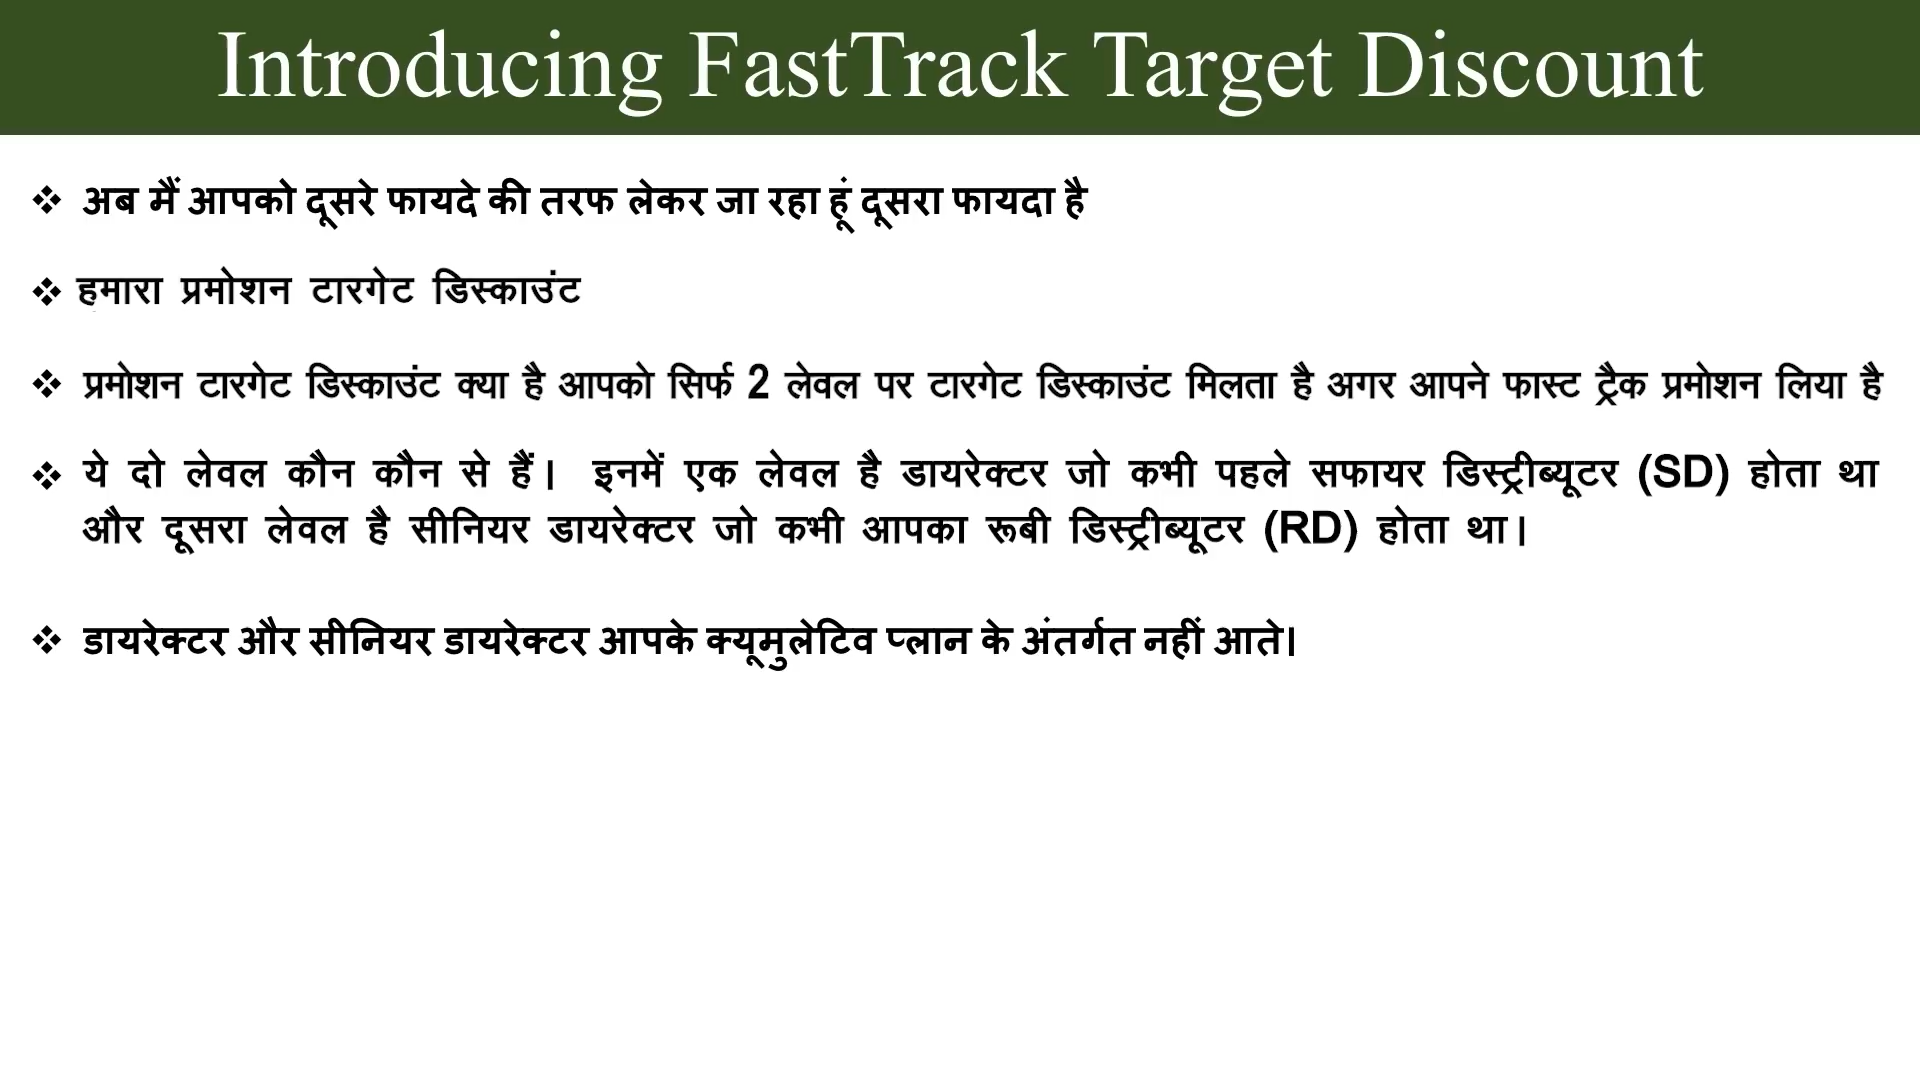 Introducing FastTrack Target Discount
❖ अब मैं आपको दूसरे फायदे की तरफ लेकर जा रहा हूं दूसरा फायदा है
❖ हमारा प्रमोशन टारगेट डिस्काउंट
❖ प्रमोशन टारगेट डिस्काउंट क्या है आपको सिर्फ 2 लेवल पर टारगेट डिस्काउंट मिलता है अगर आपने फास्ट ट्रैक प्रमोशन लिया है
❖ ये दो लेवल कौन कौन से हैं। इनमें एक लेवल है डायरेक्टर जो कभी पहले सफायर डिस्ट्रीब्यूटर (SD) होता था
और दूसरा लेवल है सीनियर डायरेक्टर जो कभी आपका रूबी डिस्ट्रीब्यूटर (RD) होता था।
❖ डायरेक्टर और सीनियर डायरेक्टर आपके क्यूमुलेटिव प्लान के अंतर्गत नहीं आते।